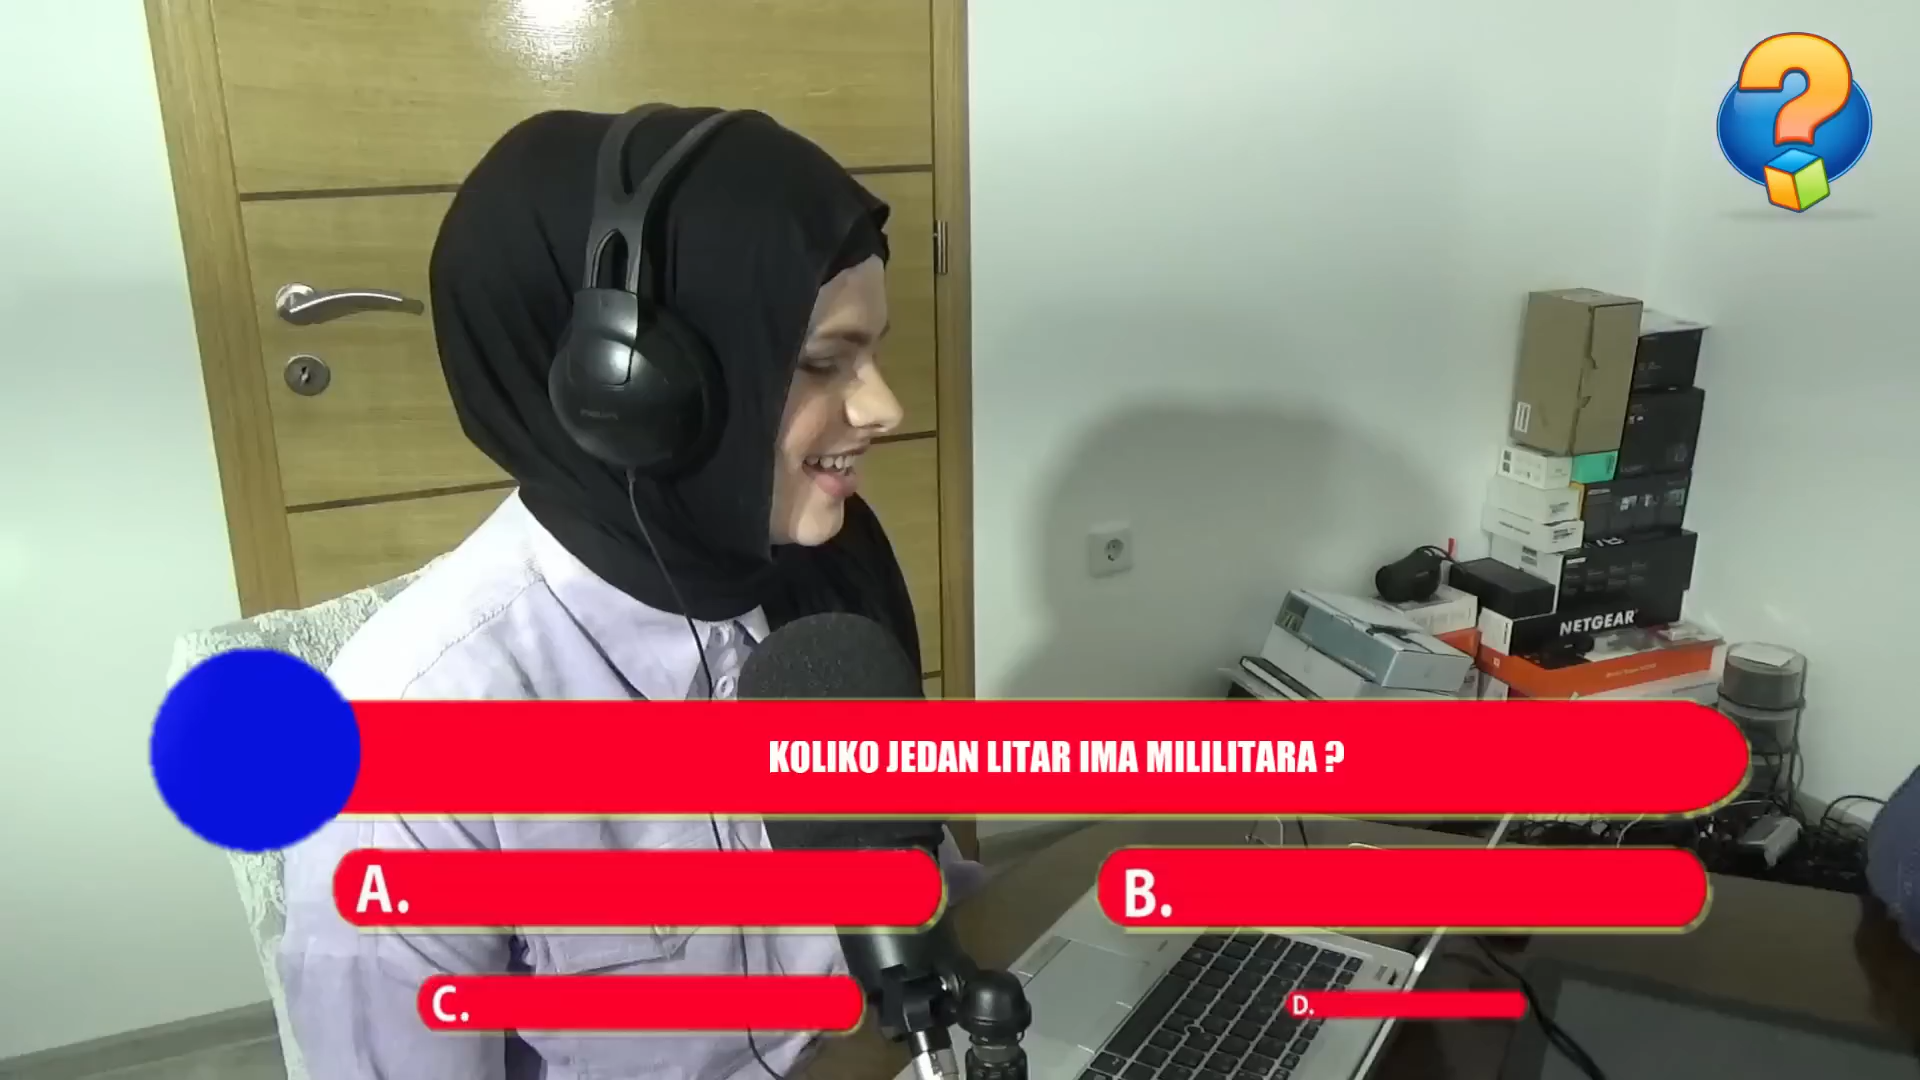 KOLIKO JEDAN LITAR IMA MILILITARA ?
A.
B.
C.
D.
NETGEAR